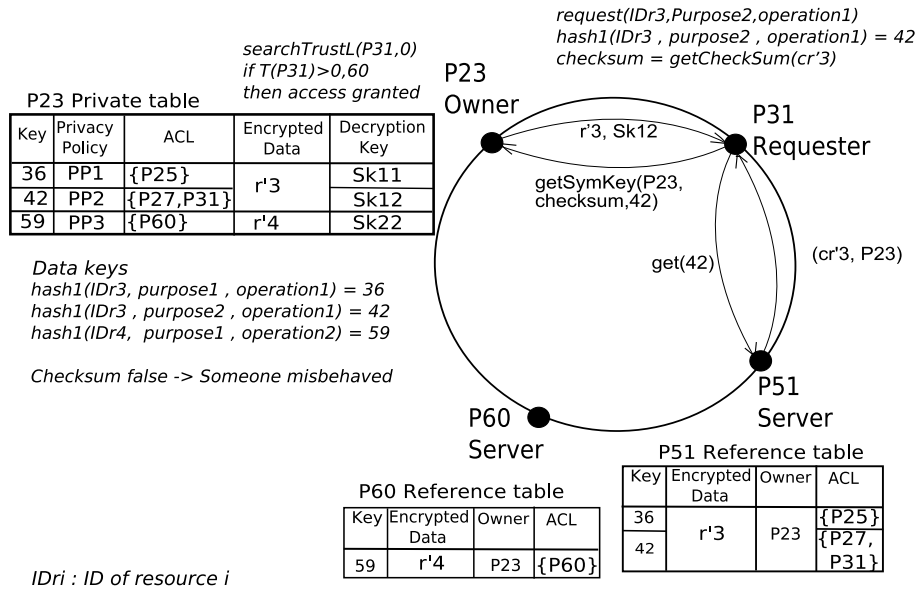 request(IDr3,Purpose2,operation1)
hash1(IDr3 , purpose2 , operation1) = 42
checksum = getCheckSum(cr'3)
searchTrustL(P31,0)
if T(P31)>0,60
then access granted
P23
Owner
P31
Requester
r'3, Sk12
getSymKey(P23,
checksum,42)
get(42)
(cr'3, P23)
P51
Server
P60
Server
P23 Private table
Key Privacy Policy ACL Encrypted Data Decryption Key
36 PP1 {P25} r'3 Sk11
42 PP2 {P27,P31} Sk12
59 PP3 {P60} r'4 Sk22
Data keys
hash1(IDr3, purpose1 , operation1) = 36
hash1(IDr3 , purpose2 , operation1) = 42
hash1(IDr4, purpose1 , operation2) = 59
Checksum false -> Someone misbehaved
P51 Reference table
Key Encrypted Data Owner ACL
36 r'3 P23 {P25}
42 {P27,
P31}
P60 Reference table
Key Encrypted Data Owner ACL
59 r'4 P23 {P60}
IDri : ID of resource i